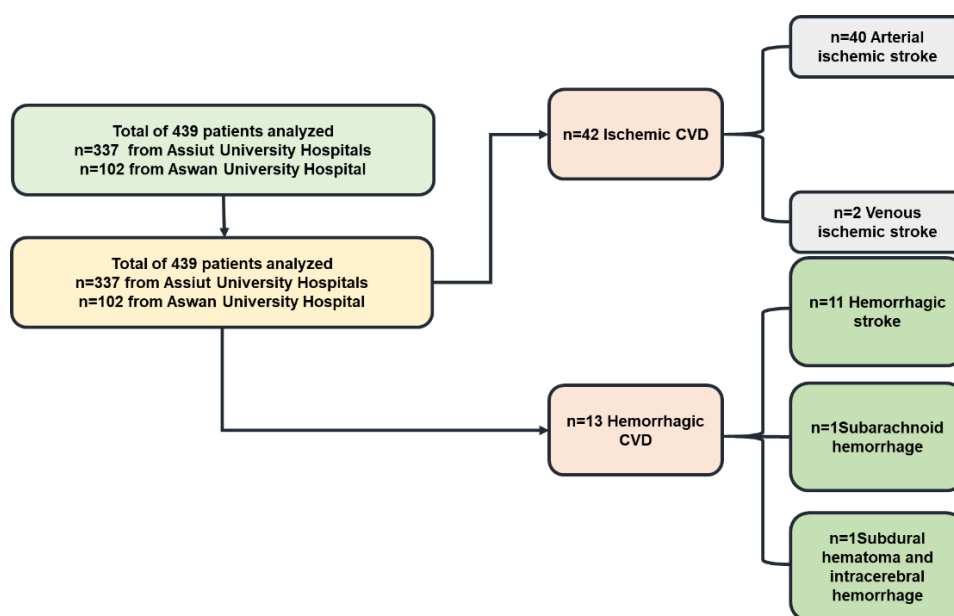 Total of 439 patients analyzed
n=337 from Assiut University Hospitals
n=102 from Aswan University Hospital
Total of 439 patients analyzed
n=337 from Assiut University Hospitals
n=102 from Aswan University Hospital
n=42 Ischemic CVD
n=40 Arterial
ischemic stroke
n=2 Venous
ischemic stroke
n=13 Hemorrhagic
CVD
n=11 Hemorrhagic
stroke
n=1Subarachnoid
hemorrhage
n=1Subdural
hematoma and
intracerebral
hemorrhage